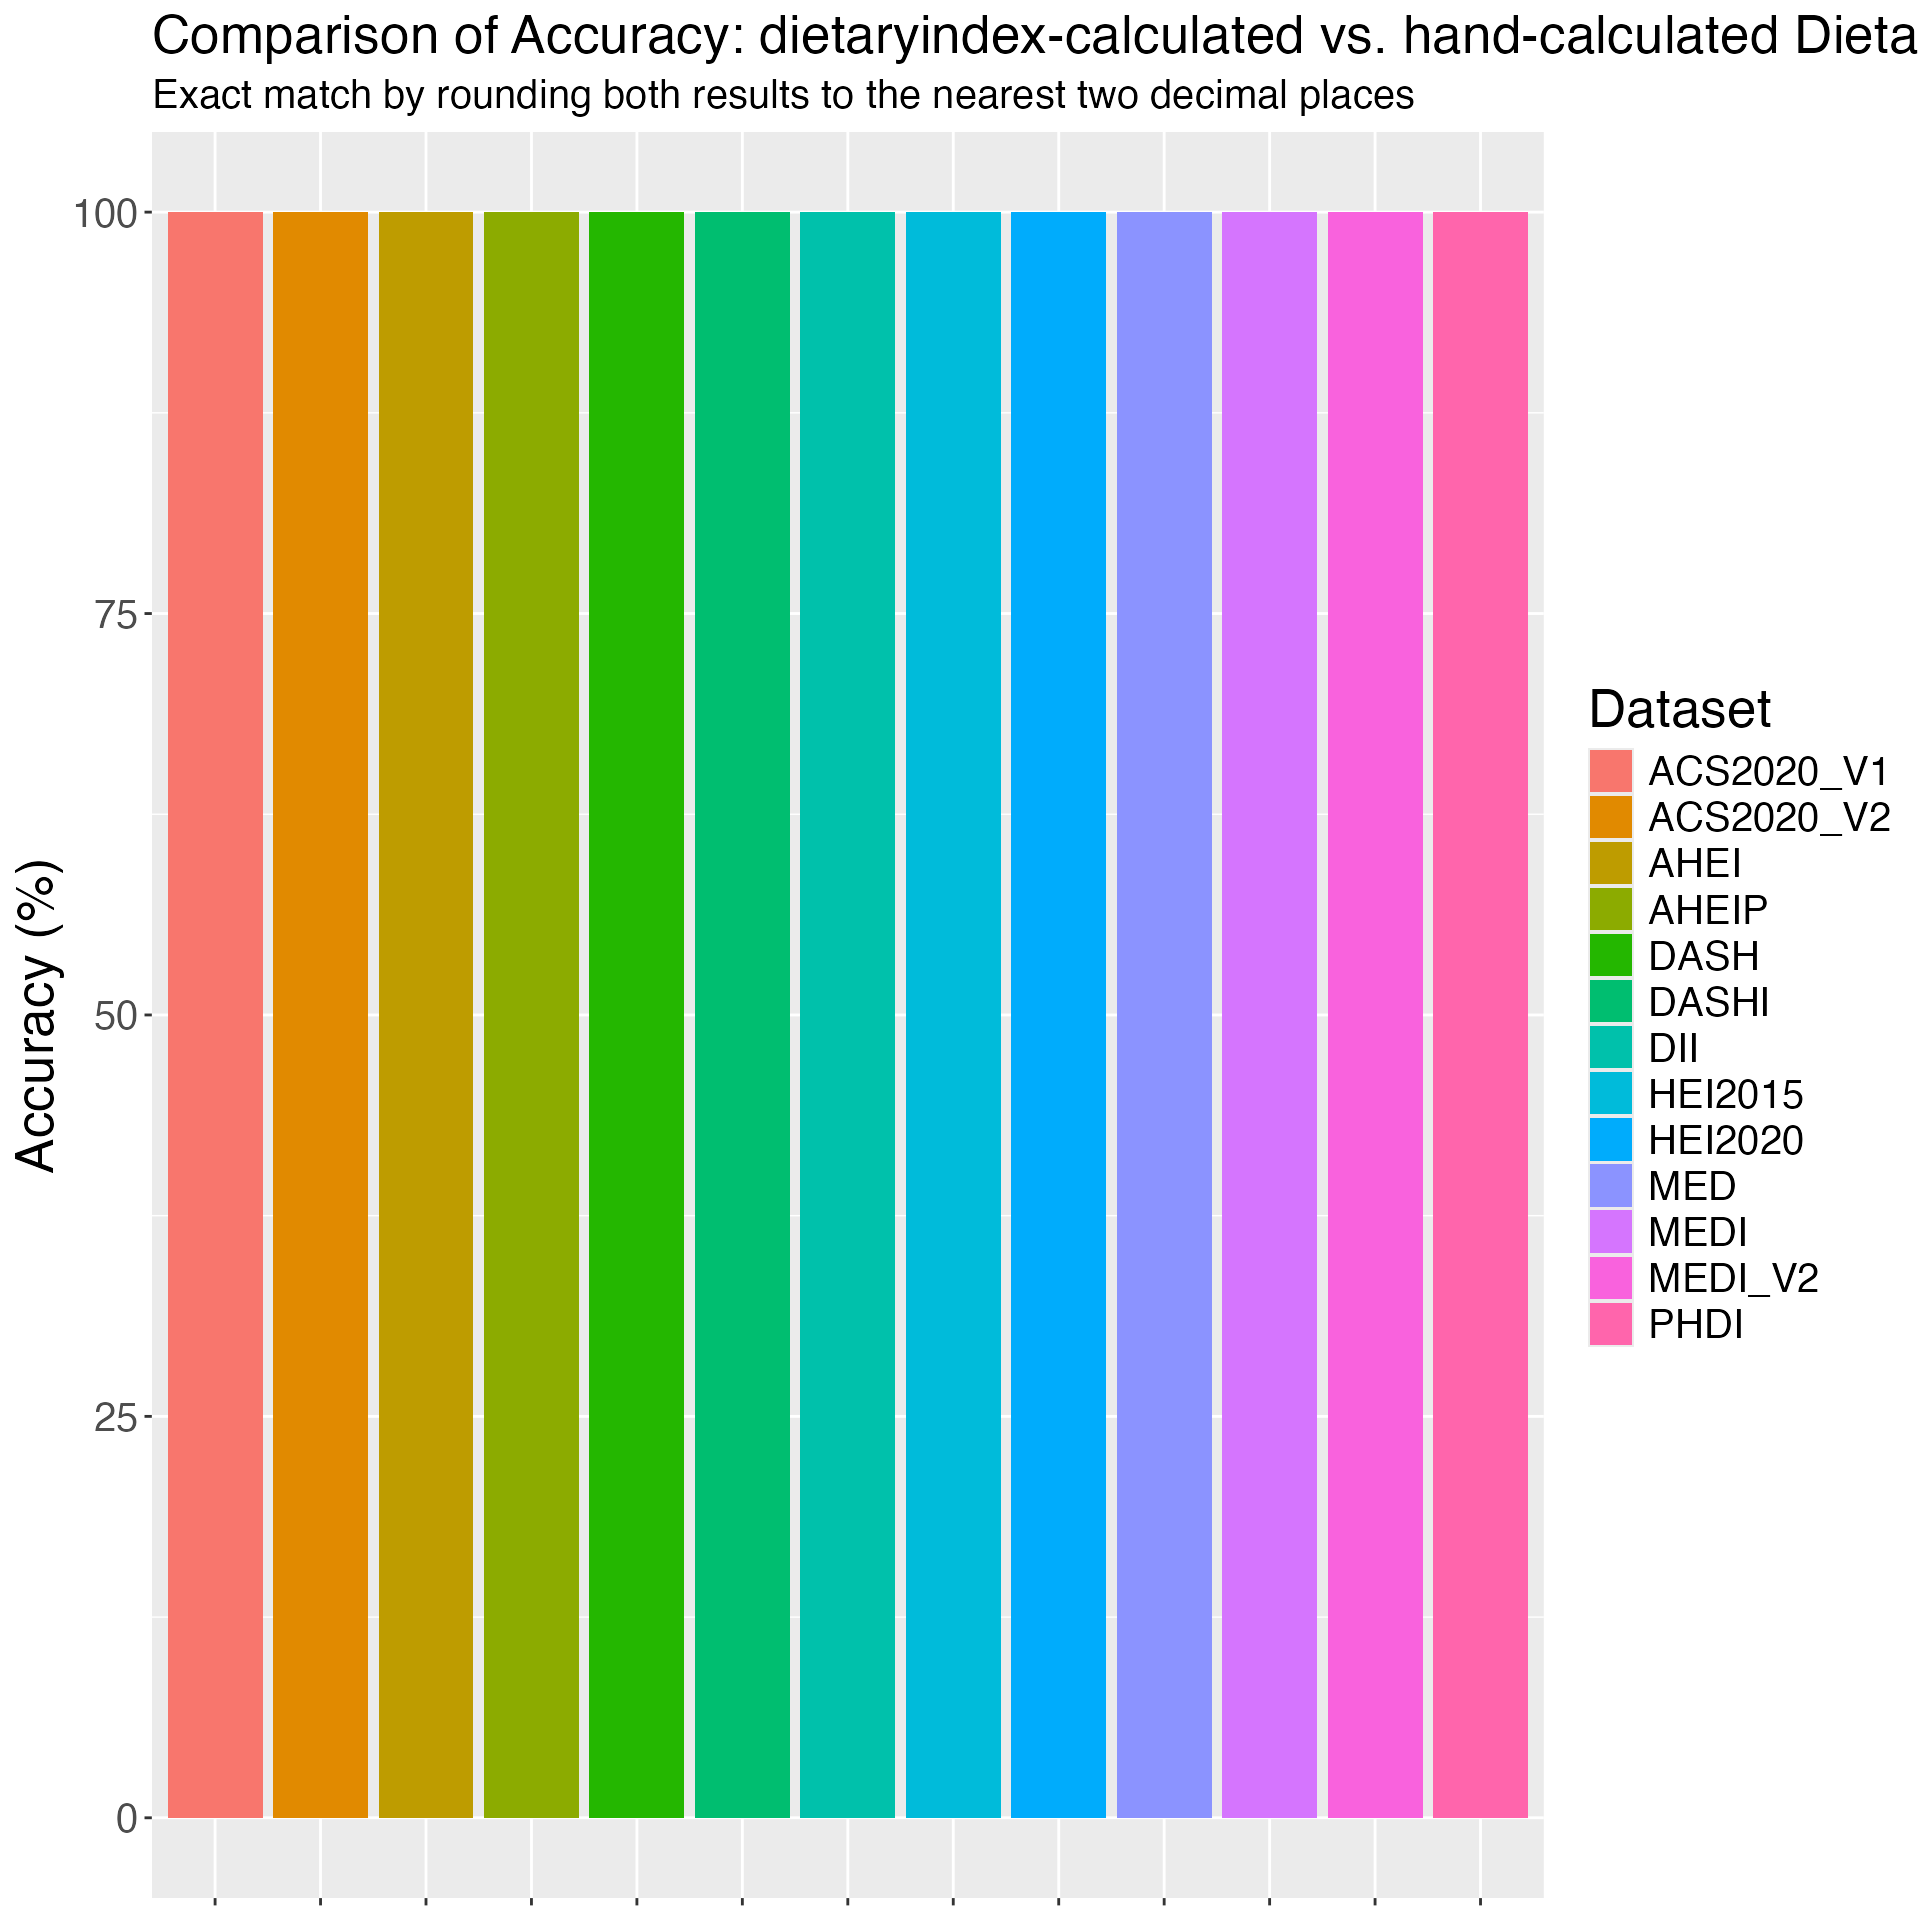 Comparison of Accuracy: dietaryindex-calculated vs. hand-calculated Dieta
Exact match by rounding both results to the nearest two decimal places
100
75
50
25
0
Accuracy (%)
Dataset
ACS2020_V1
ACS2020_V2
AHEI
AHEIP
DASH
DASHI
DII
HEI2015
HEI2020
MED
MEDI
MEDI_V2
PHDI